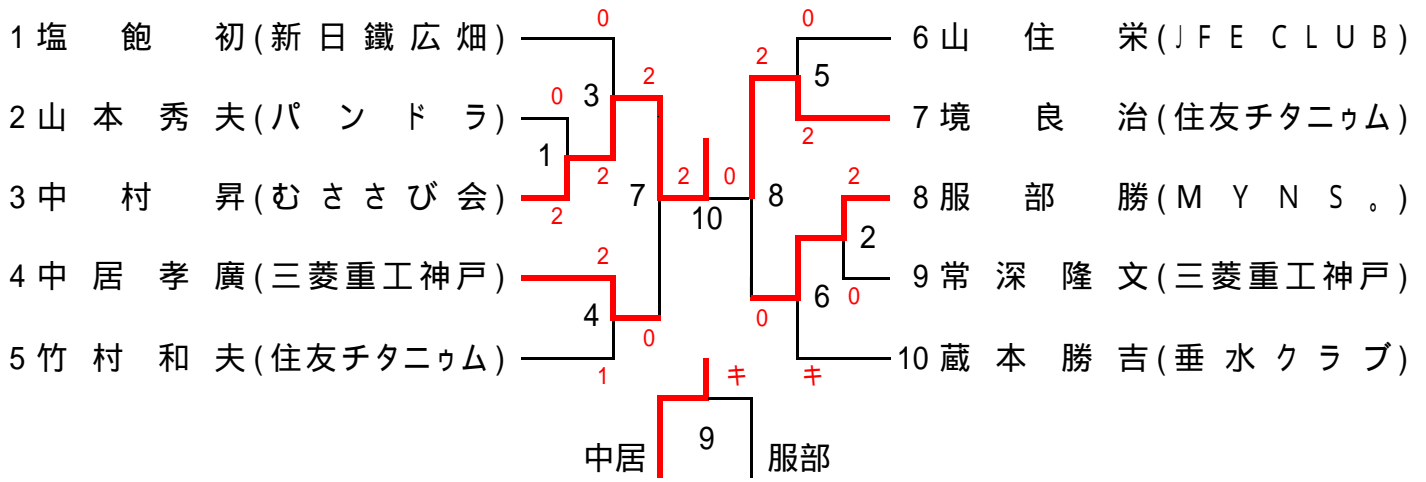 0
1 塩飽 初 (新日鐵広畑)
6 山住 栄 (JFE CLUB)
0
2
2
5
3
0
2 山本秀夫 (パンドラ)
7 境 良治 (住友チタニゥム)
2
1
2
7
2
0
8
2
3 中村 昇 (むささび会)
8 服部 勝 (MYNS。)
2
10
2
2
4 中居孝廣 (三菱重工神戸)
9 常深隆文 (三菱重工神戸)
0
4
0
0
6
5 竹村和夫 (住友チタニゥム)
10 蔵本勝吉 (垂水クラブ)
1
キ
キ
9
中居
服部